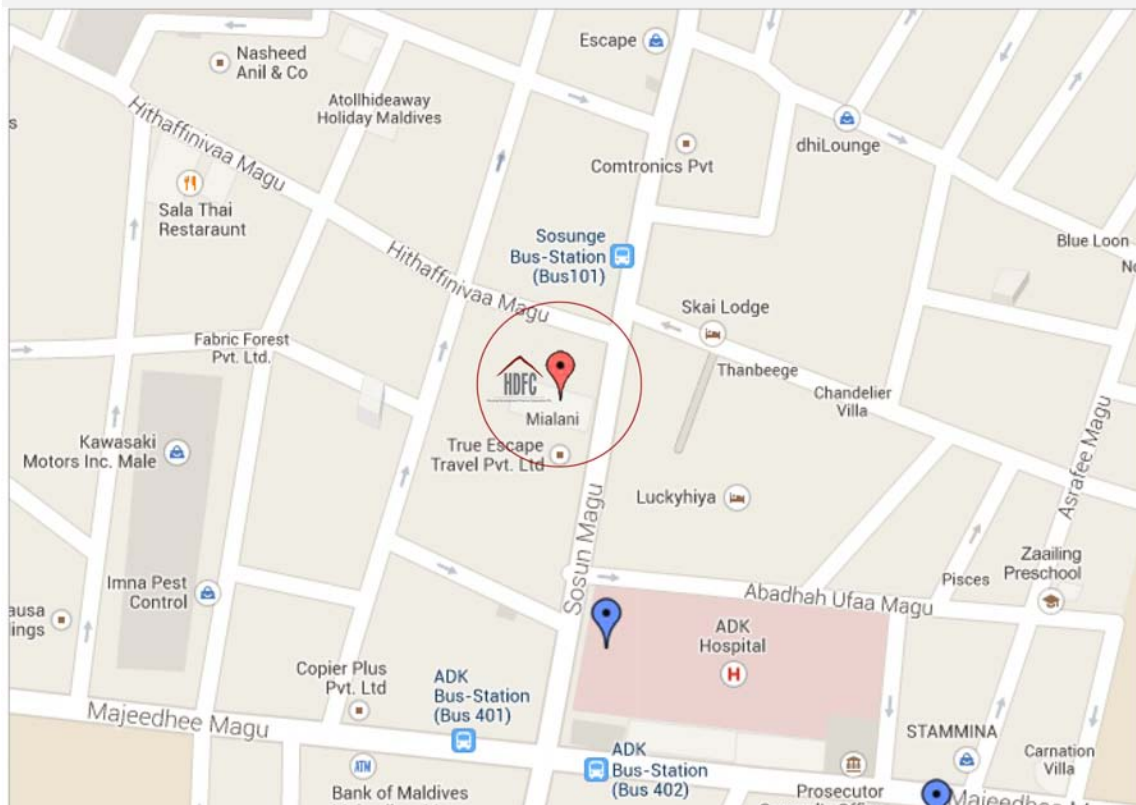 Escape
Nasheed
Anil & Co
Atollhideaway
Holiday Maldives
Hithaffinivaa Magu
s
dhiLounge
Comtronics Pvt
Sala Thai
Restaraunt
Sosunge
Bus-Station
(Bus101)
Blue Loon
No
Hithaffinivaa Magu
Skai Lodge
Fabric Forest
Pvt. Ltd.
HDFC
Thanbeege
Chandelier
Villa
Mialani
True Escape
Travel Pvt. Ltd
Kawasaki
Motors Inc. Male
Asrafee Magu
Luckyhiya
Sosun Magu
Zaailing
Preschool
Pisces
Imna Pest
Control
Abadhah Ufaa Magu
ausa
ings
ADK
Hospital
H
Copier Plus
Pvt. Ltd
ADK
Bus-Station
(Bus 401)
Majeedhee Magu
STAMMINA
ADK
Bus-Station
(Bus 402)
Carnation
Villa
ATM
Bank of Maldives
Prosecutor